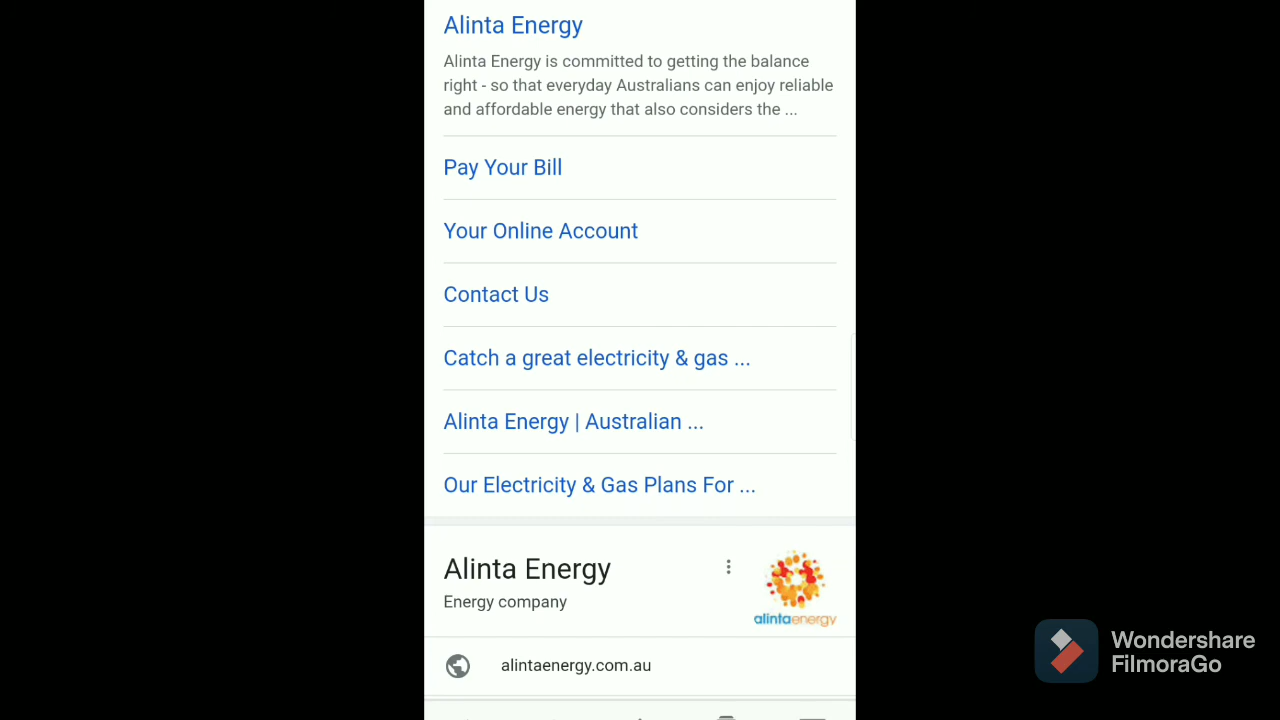 Alinta Energy
Alinta Energy is committed to getting the balance
right - so that everyday Australians can enjoy reliable
and affordable energy that also considers the ...
Pay Your Bill
Your Online Account
Contact Us
Catch a great electricity & gas ...
Alinta Energy | Australian ...
Our Electricity & Gas Plans For ...
Alinta Energy
Energy company
alintaenergy
alintaenergy.com.au
Wondershare
FilmoraGo